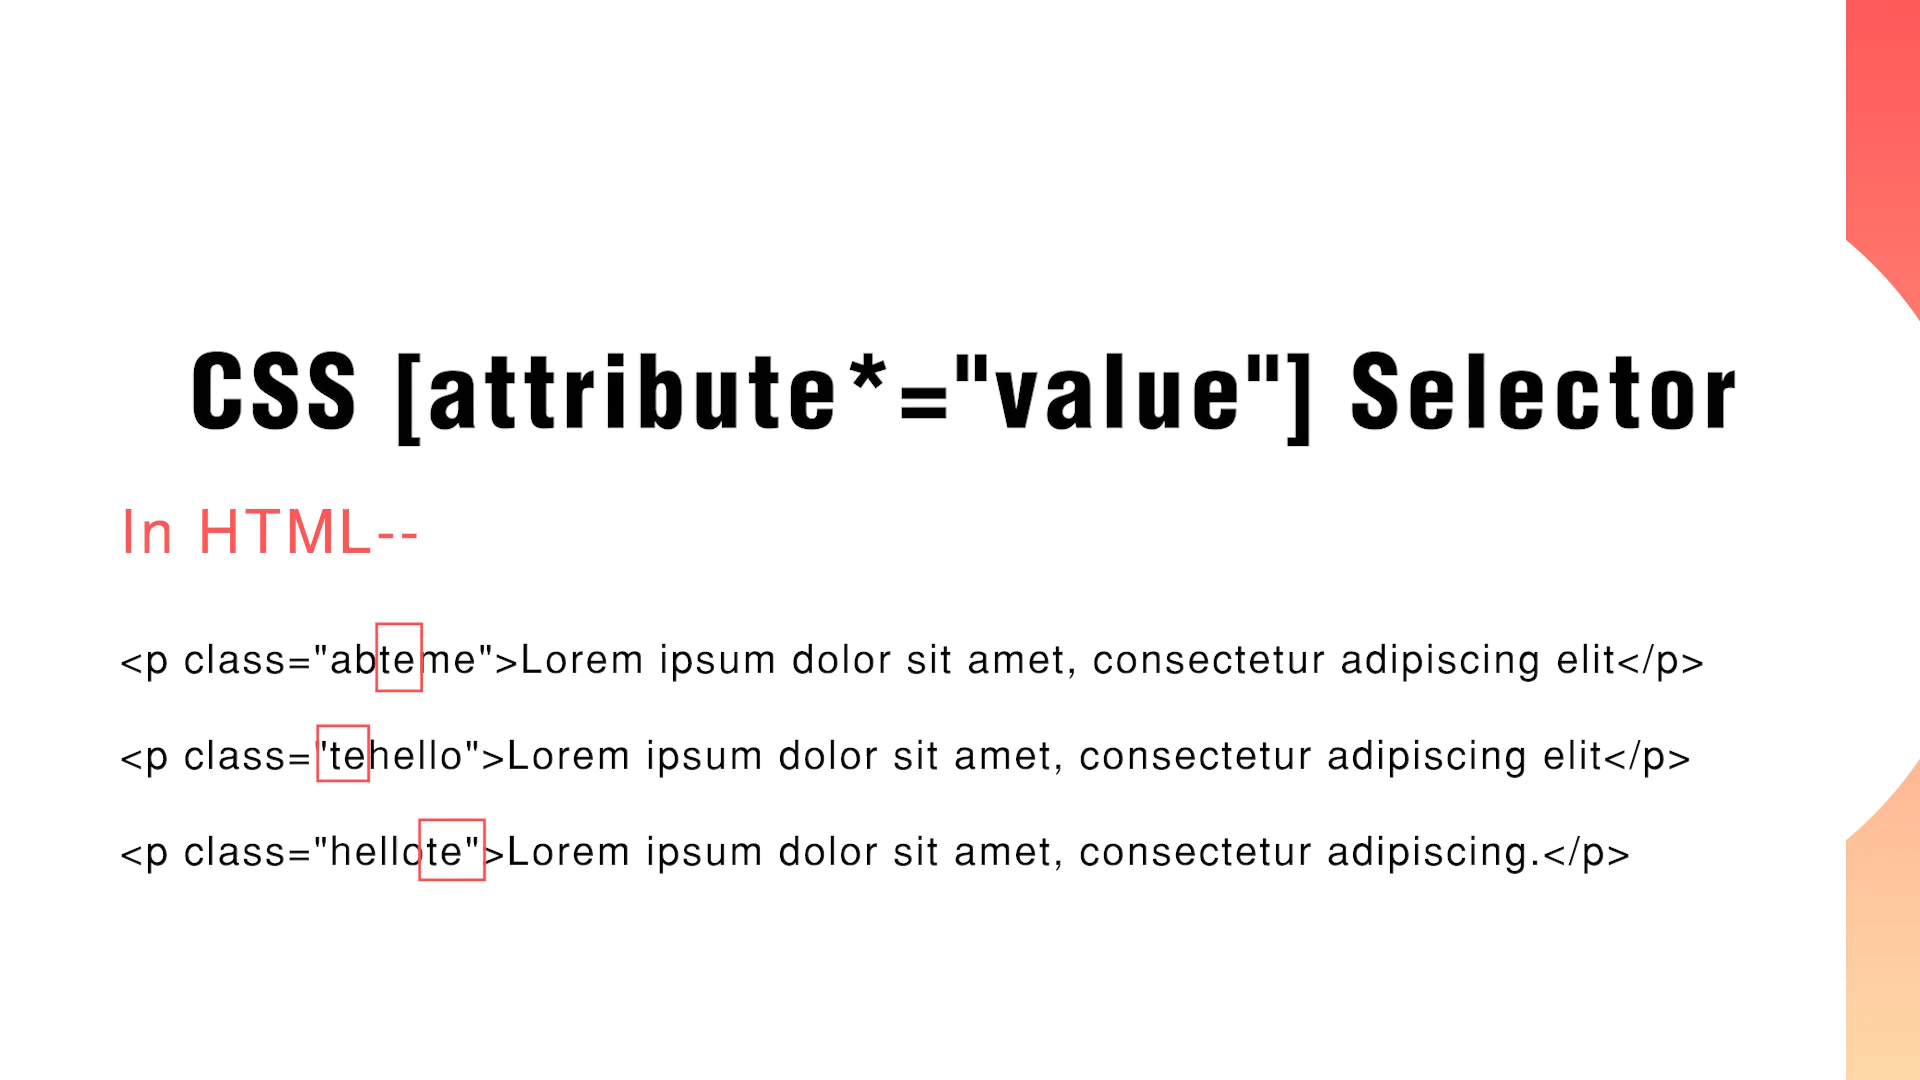 CSS [attribute*="value"] Selector
In HTML--
<p class="abteme">Lorem ipsum dolor sit amet, consectetur adipiscing elit</p>
<p class="tehello">Lorem ipsum dolor sit amet, consectetur adipiscing elit</p>
<p class="hellote">Lorem ipsum dolor sit amet, consectetur adipiscing.</p>